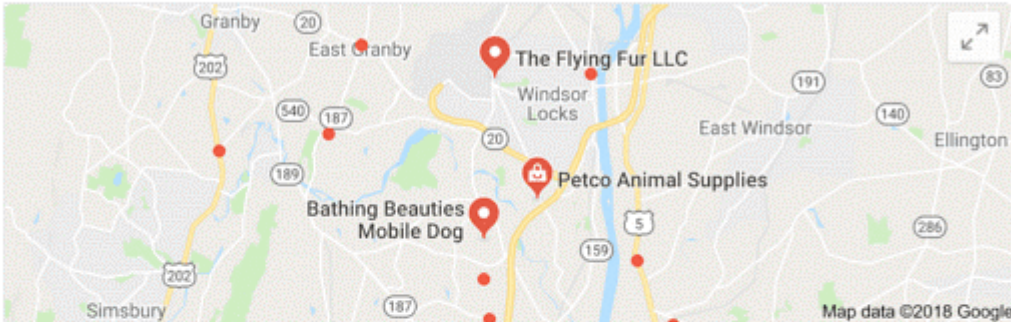 Granby
20
East Granby
202
The Flying Fur LLC
Windsor
Locks
191
83
540
187
20
East Windsor
140
Ellington
189
Petco Animal Supplies
Bathing Beauties
Mobile Dog
5
286
159
202
Simsbury
187
Map data ©2018 Google